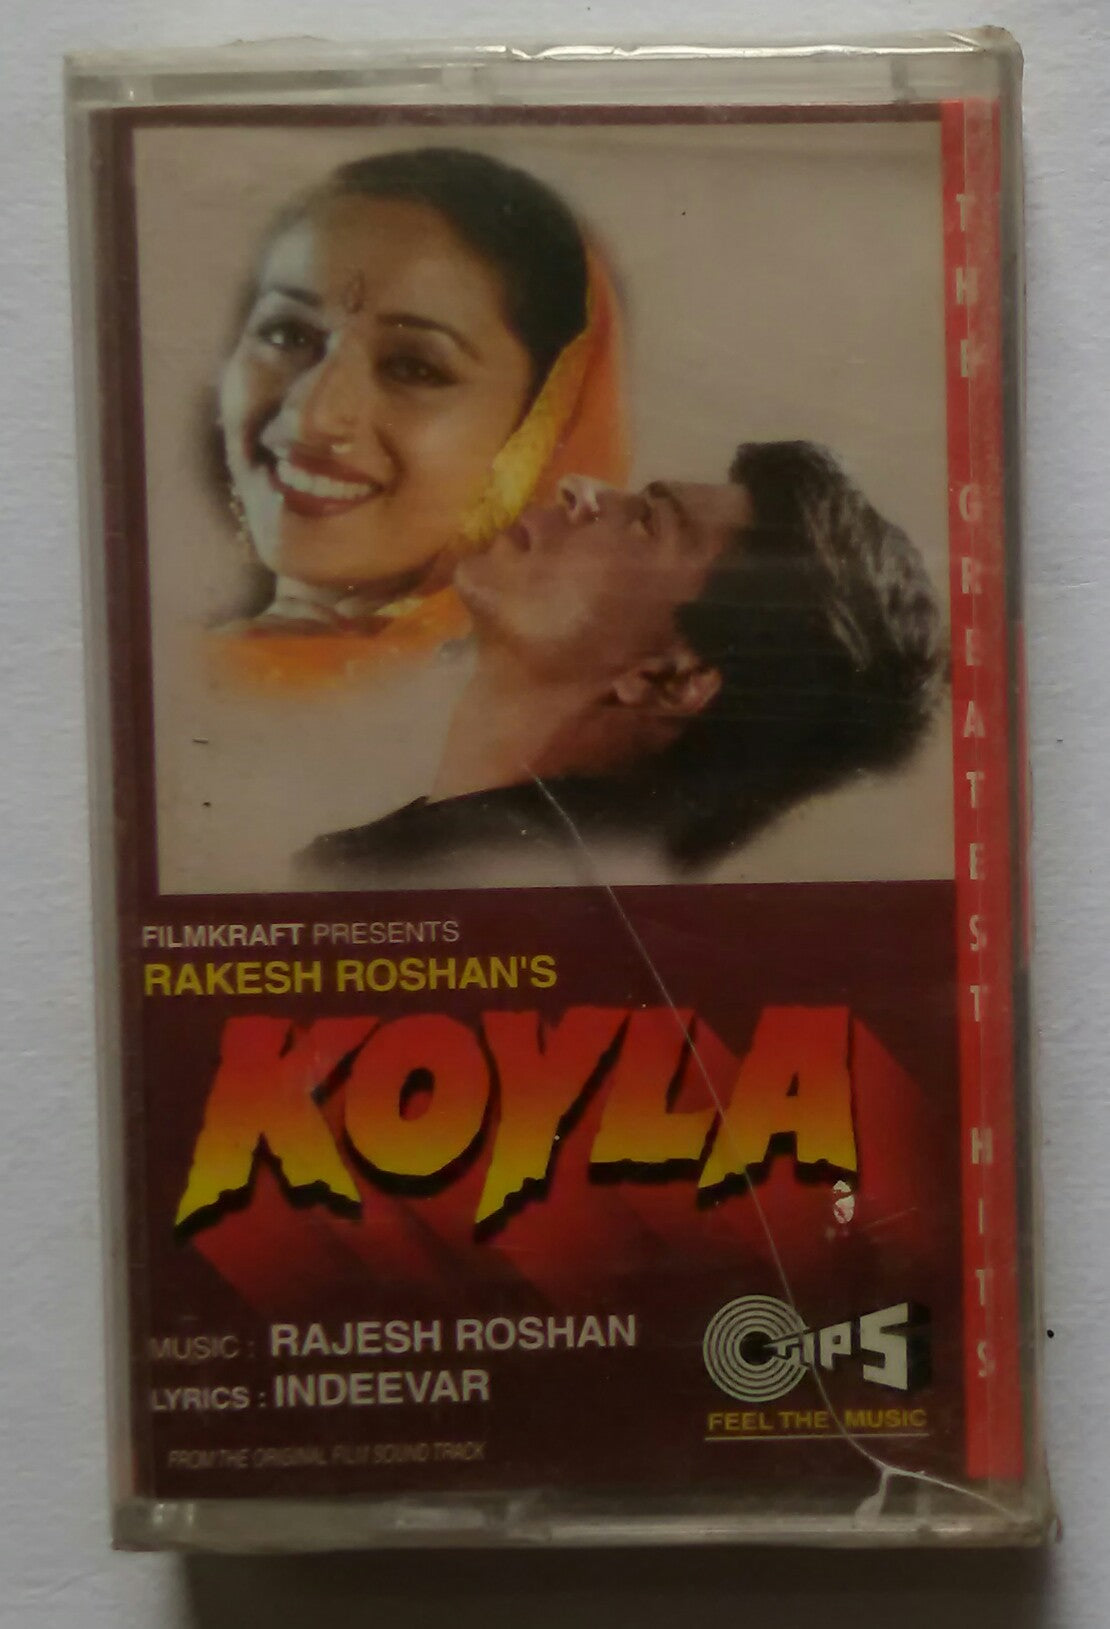 THE GREATEST HITS
FILMKRAFT PRESENTS
RAKESH ROSHAN'S
KOYLA
MUSIC : RAJESH ROSHAN
LYRICS : INDEEVAR
FROM THE ORIGINAL FILM SOUND TRACK
TIPS
FEEL THE MUSIC